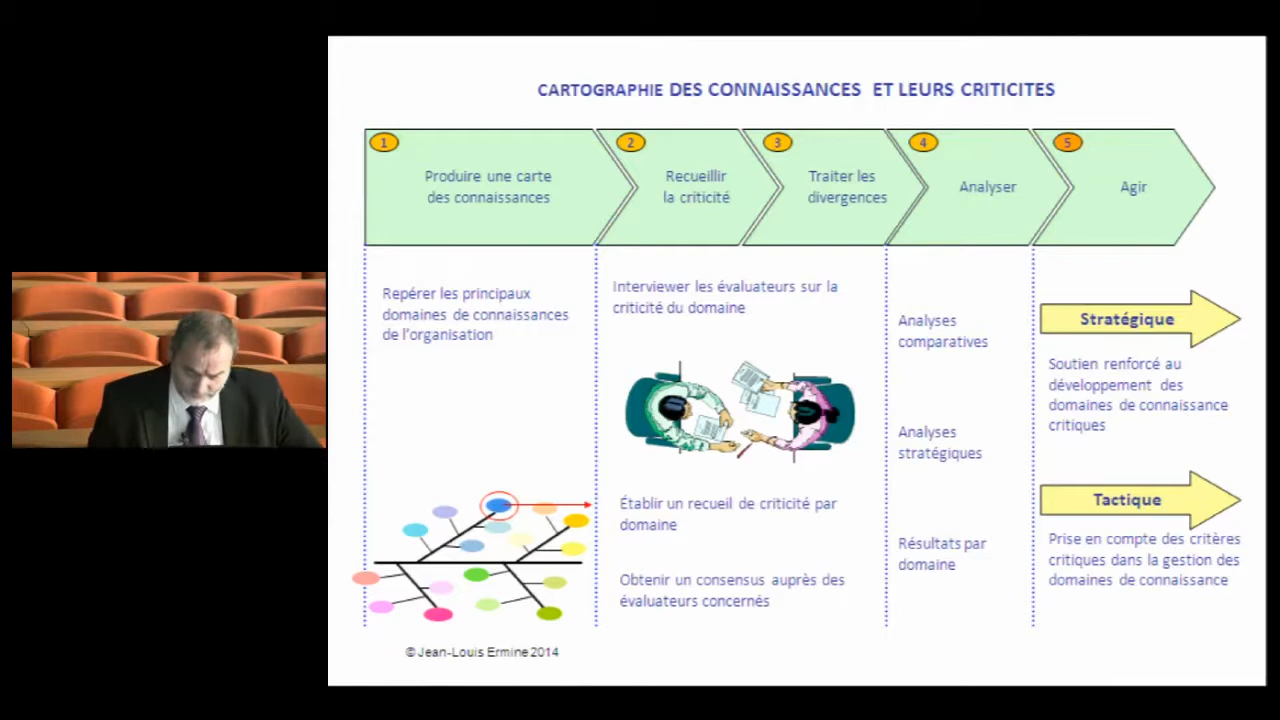 CARTOGRAPHIE DES CONNAISSANCES ET LEURS CRITICITES
1
Produire une carte
des connaissances
2
Recueillir
la criticité
3
Traiter les
divergences
4
Analyser
5
Agir
Repérer les principaux
domaines de connaissances
de l'organisation
Interviewer les évaluateurs sur la
criticité du domaine
Établir un recueil de criticité par
domaine
Obtenir un consensus auprès des
évaluateurs concernés
Analyses
comparatives
Analyses
stratégiques
Résultats par
domaine
Stratégique
Soutien renforcé au
développement des
domaines de connaissance
critiques
Tactique
Prise en compte des critères
critiques dans la gestion des
domaines de connaissance
© Jean-Louis Ermine 2014